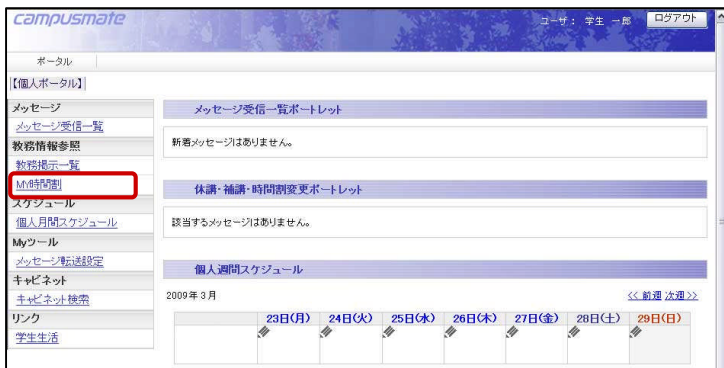 campusmate
ユーザ： 学生 一郎
ログアウト
ポータル
【個人ポータル】
メッセージ
メッセージ受信一覧
教務情報参照
教務掲示一覧
MY時間割
スケジュール
個人月間スケジュール
Myツール
メッセージ転送設定
キャビネット
キャビネット検索
リンク
学生生活
メッセージ受信一覧ポートレット
新着メッセージはありません。
休講・補講・時間割変更ポートレット
該当するメッセージはありません。
個人週間スケジュール
2009年3月
<< 前週 次週 >>
23日(月) 24日(火) 25日(水) 26日(木) 27日(金) 28日(土) 29日(日)